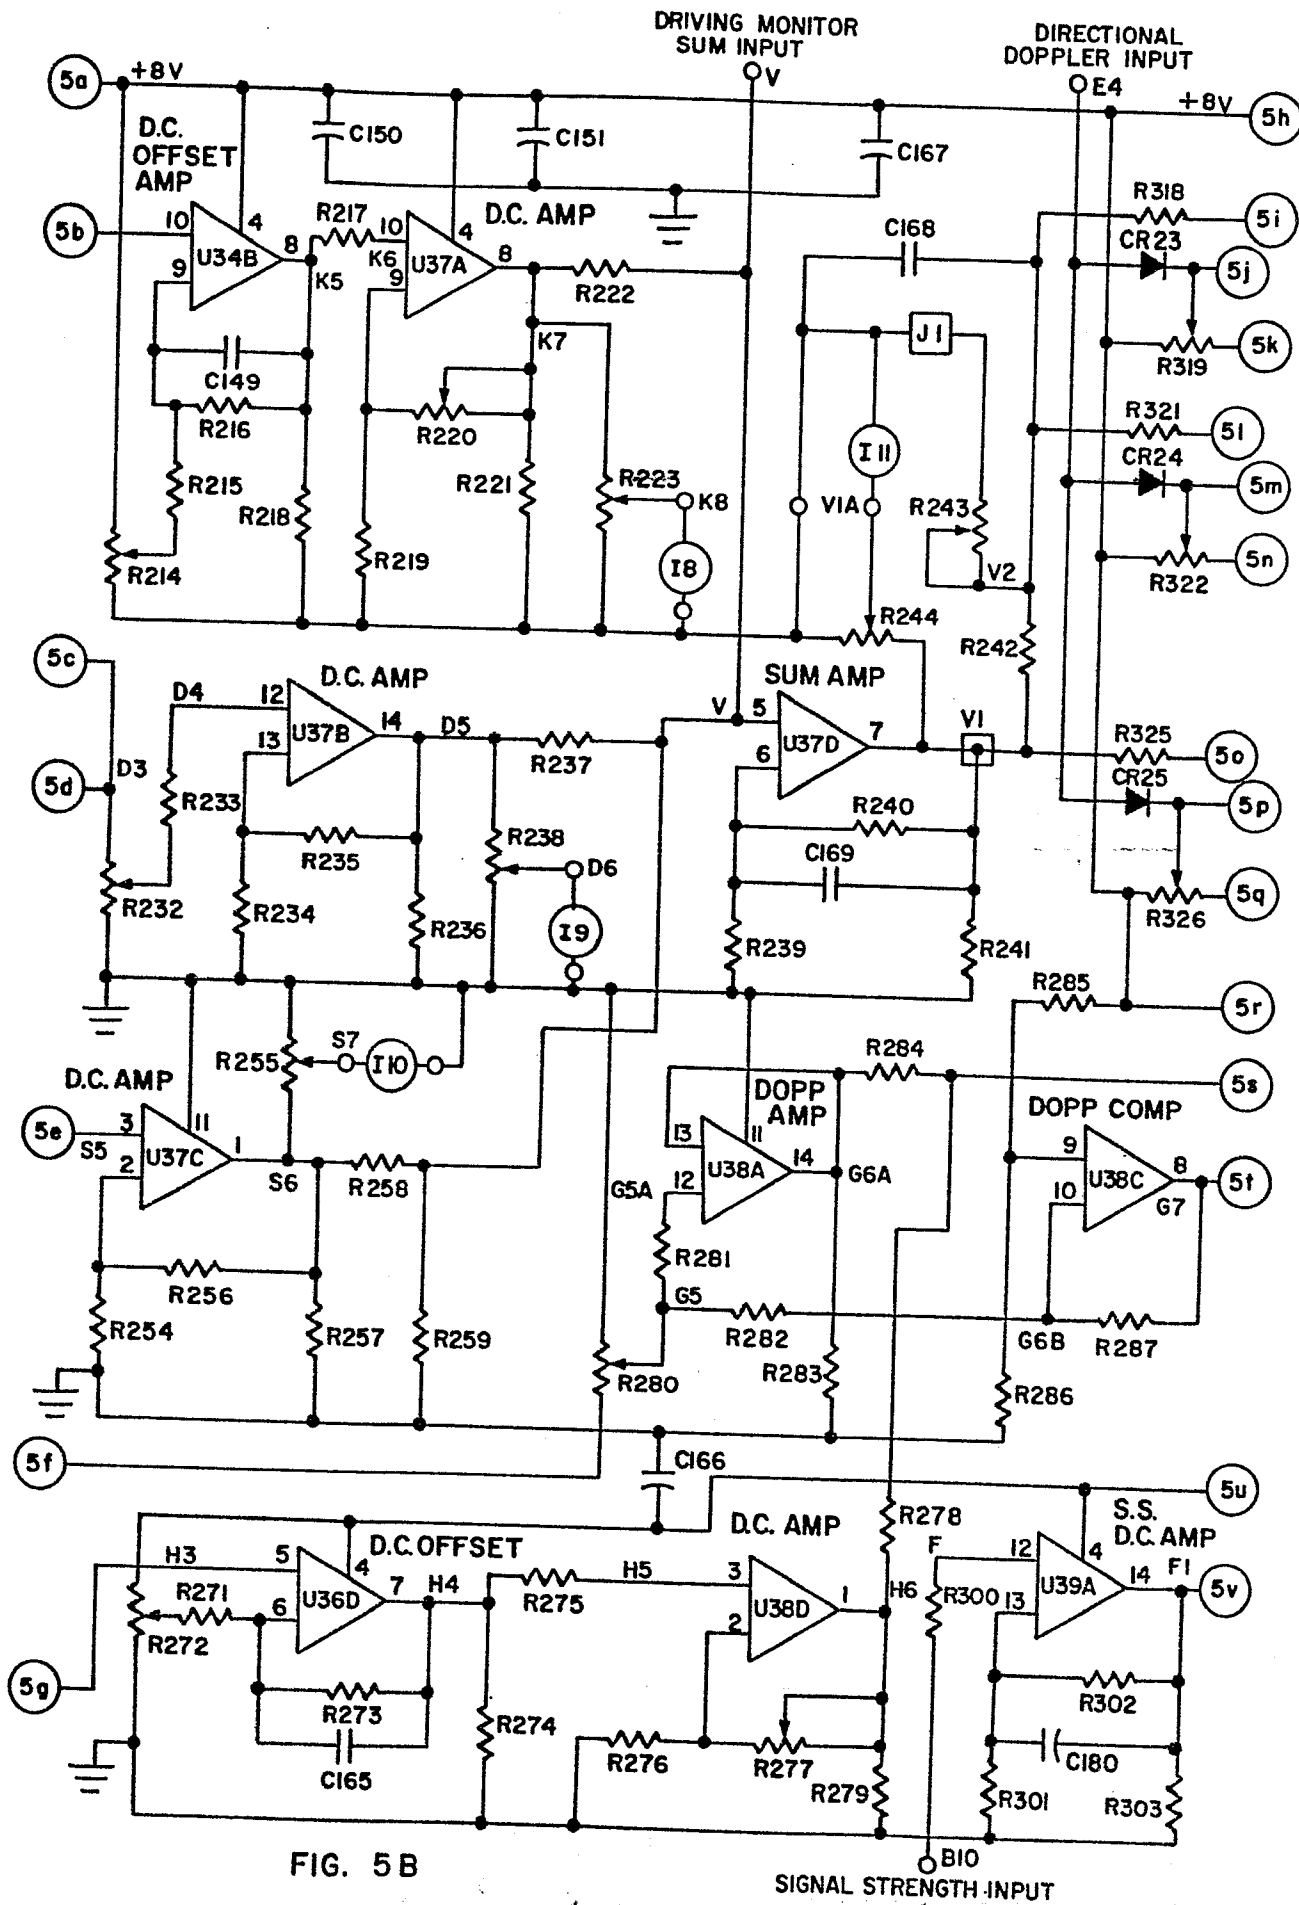 DRIVING MONITOR
SUM INPUT
V
DIRECTIONAL
DOPPLER INPUT
E4
5a
+8V
+8V
5h
D.C.
OFFSET
AMP
C150
C151
C167
5b
10
4
U34B
8
9
K5
R217
K6
D.C. AMP
10
4
U37A
8
9
R222
C168
R318
5i
CR23
5j
J1
K7
R319
5k
C149
R216
R220
R321
5l
I11
CR24
5m
R215
R218
R221
R223
K8
V1A
R243
R214
R219
I8
V2
R322
5n
R244
R242
5c
D.C. AMP
SUM AMP
D4
12
U37B
14
13
D5
V
5
U37D
7
6
V1
R325
5o
5d
D3
R233
R237
CR25
5p
R235
R238
R240
D6
C169
R232
R234
R236
I9
R239
R241
R326
5q
R285
5r
R255
S7
I10
R284
5s
D.C. AMP
DOPP
AMP
DOPP COMP
5e
S5
3
11
U37C
1
2
S6
R258
13
11
U38A
14
12
G5A
G6A
9
U38C
8
10
G7
5t
R281
R256
G5
R282
G6B
R287
R254
R257
R259
R280
R283
R286
5f
C166
5u
R278
S.S.
D.C. AMP
D.C. AMP
D.C. OFFSET
H3
5
4
U36D
7
6
H4
R271
R272
R275
H5
3
U38D
1
2
H6
F
R300
12
4
U39A
14
13
F1
5v
5g
R273
R274
R302
C165
R276
R277
R279
C180
R301
R303
FIG. 5B
B10
SIGNAL STRENGTH INPUT